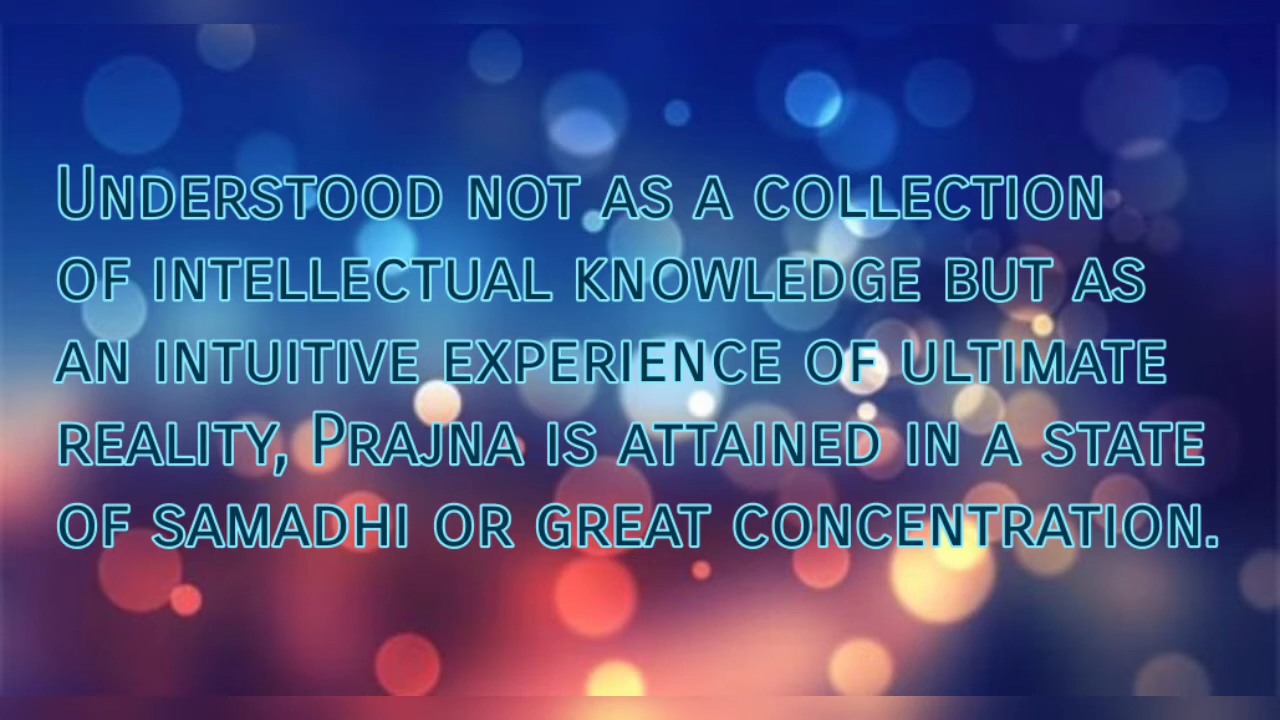 Understood not as a collection
of intellectual knowledge but as
an intuitive experience of ultimate
reality, Prajna is attained in a state
of samadhi or great concentration.